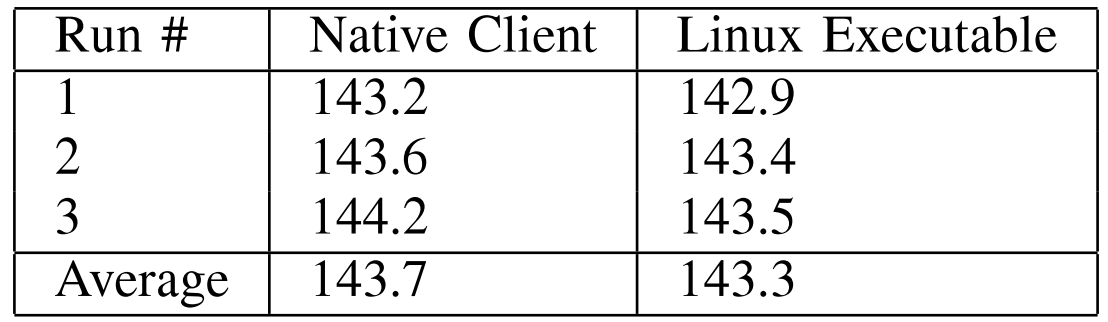 Run # Native Client Linux Executable
1 143.2 142.9
2 143.6 143.4
3 144.2 143.5
Average 143.7 143.3